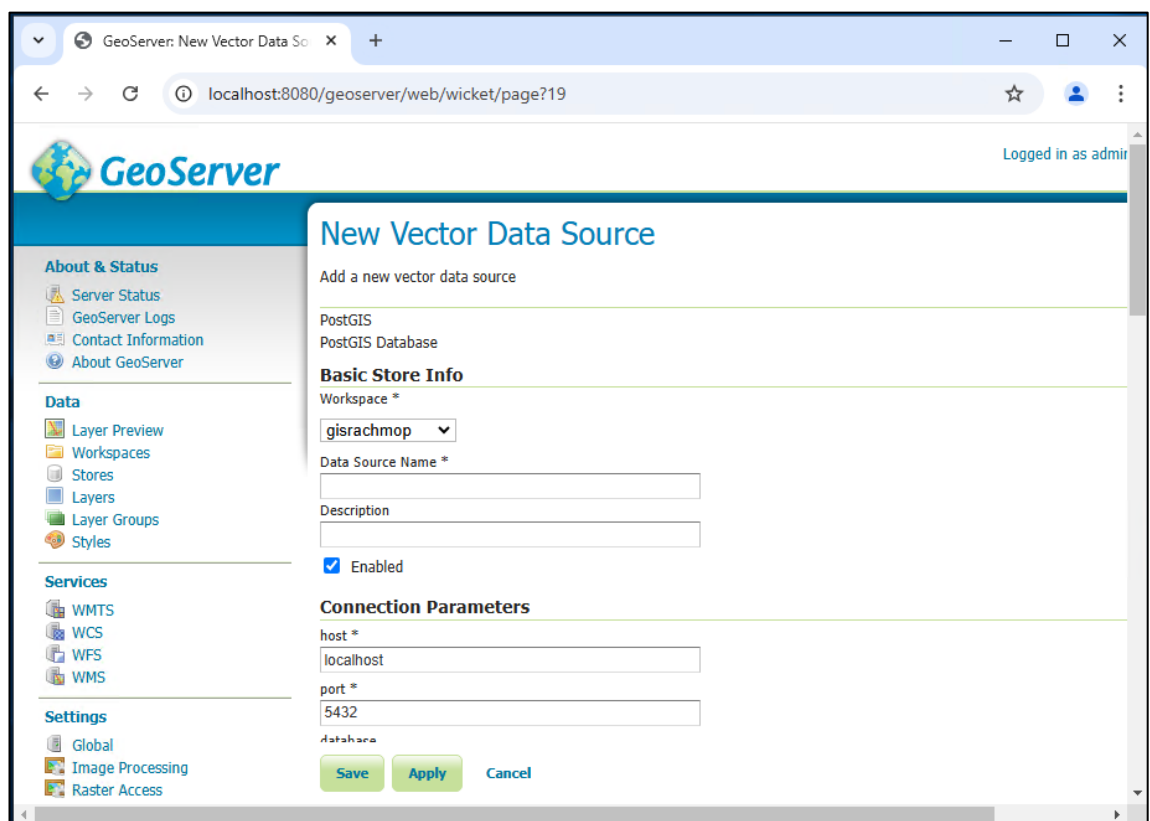 GeoServer: New Vector Data So
localhost:8080/geoserver/web/wicket/page?19
GeoServer
Logged in as admin
New Vector Data Source
Add a new vector data source
About & Status
Server Status
GeoServer Logs
Contact Information
About GeoServer
Data
Layer Preview
Workspaces
Stores
Layers
Layer Groups
Styles
Services
WMTS
WCS
WFS
WMS
Settings
Global
Image Processing
Raster Access
PostGIS
PostGIS Database
Basic Store Info
Workspace *
gisrachmop
Data Source Name *
Description
Enabled
Connection Parameters
host *
localhost
port *
5432
database
Save Apply Cancel